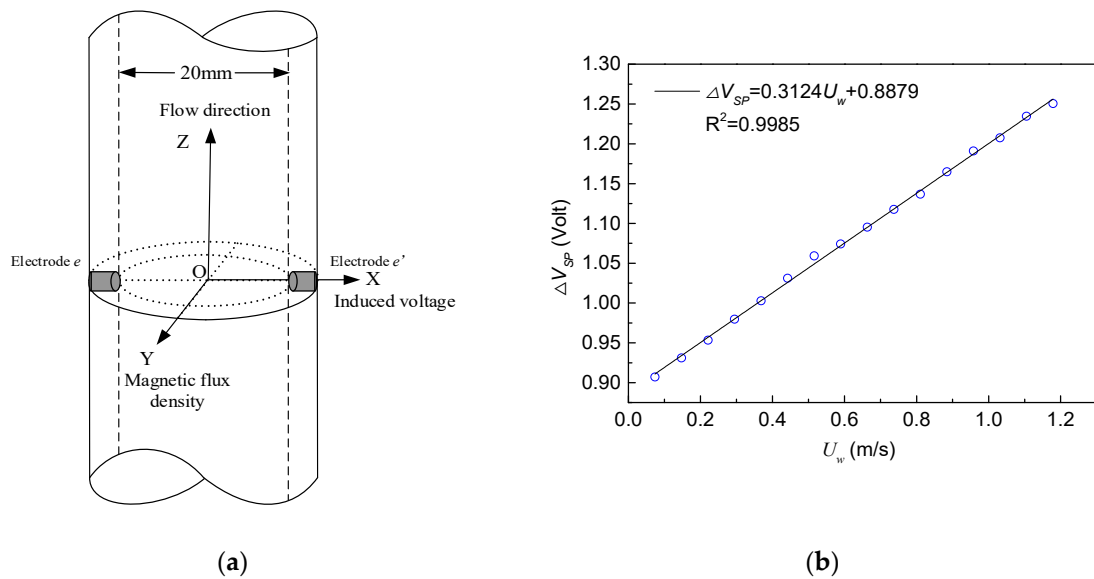 20mm
Flow direction
Z
Electrode e
O
Electrode e’
X
Induced voltage
Y
Magnetic flux
density
(a)
1.30
1.25
1.20
1.15
1.10
1.05
1.00
0.95
0.90
ΔV_SP (Volt)
ΔV_SP=0.3124U_w+0.8879
R²=0.9985
0.0 0.2 0.4 0.6 0.8 1.0 1.2
U_w (m/s)
(b)